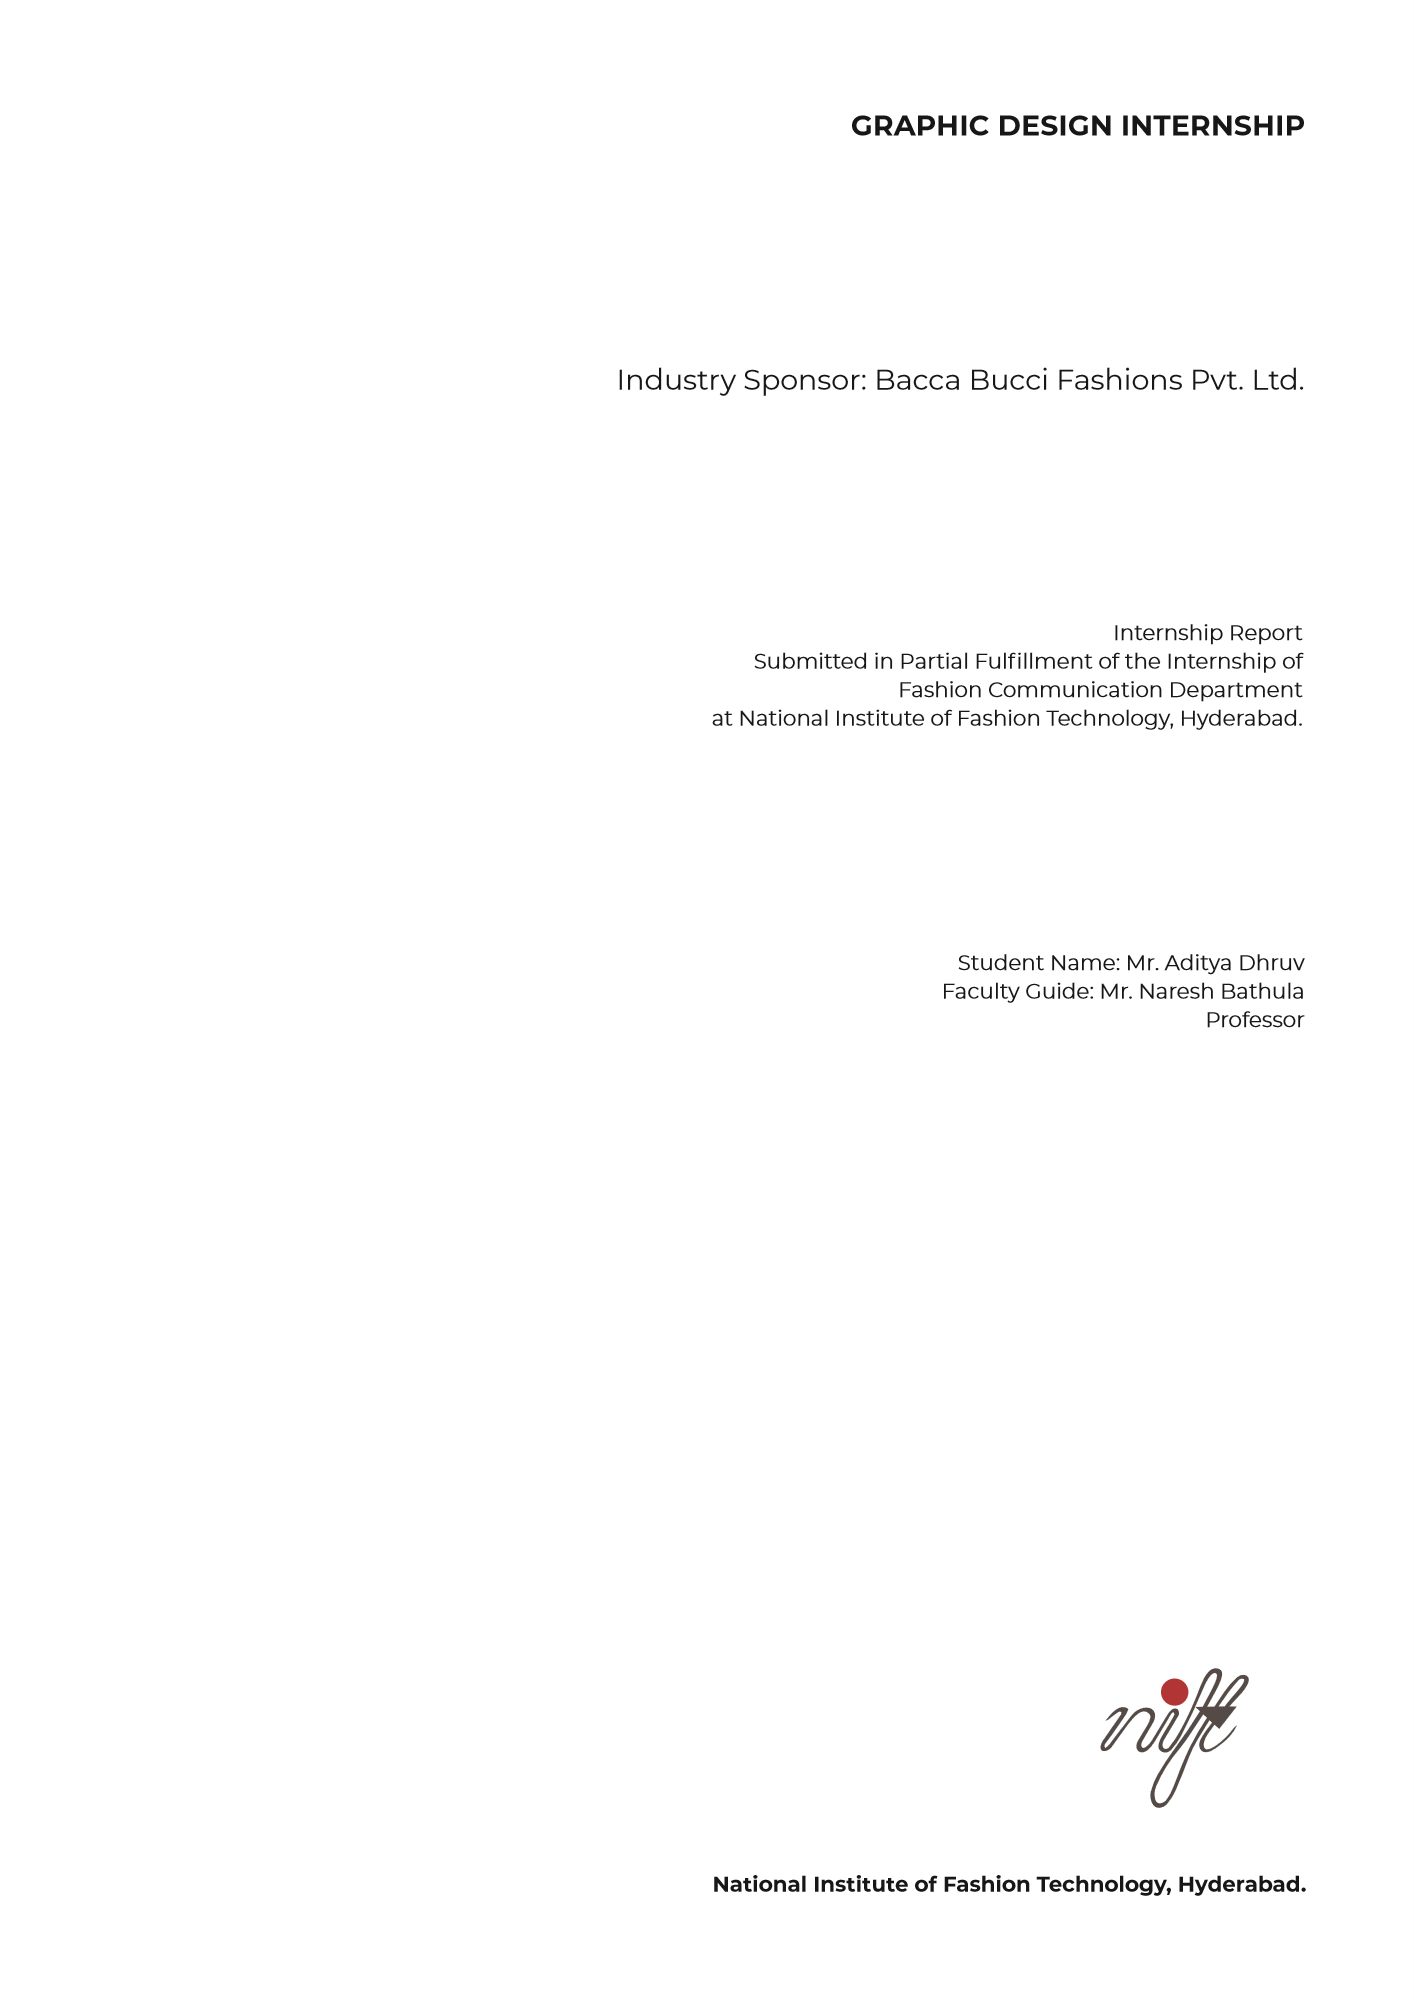 GRAPHIC DESIGN INTERNSHIP
Industry Sponsor: Bacca Bucci Fashions Pvt. Ltd.
Internship Report
Submitted in Partial Fulfillment of the Internship of
Fashion Communication Department
at National Institute of Fashion Technology, Hyderabad.
Student Name: Mr. Aditya Dhruv
Faculty Guide: Mr. Naresh Bathula
Professor
nift
National Institute of Fashion Technology, Hyderabad.